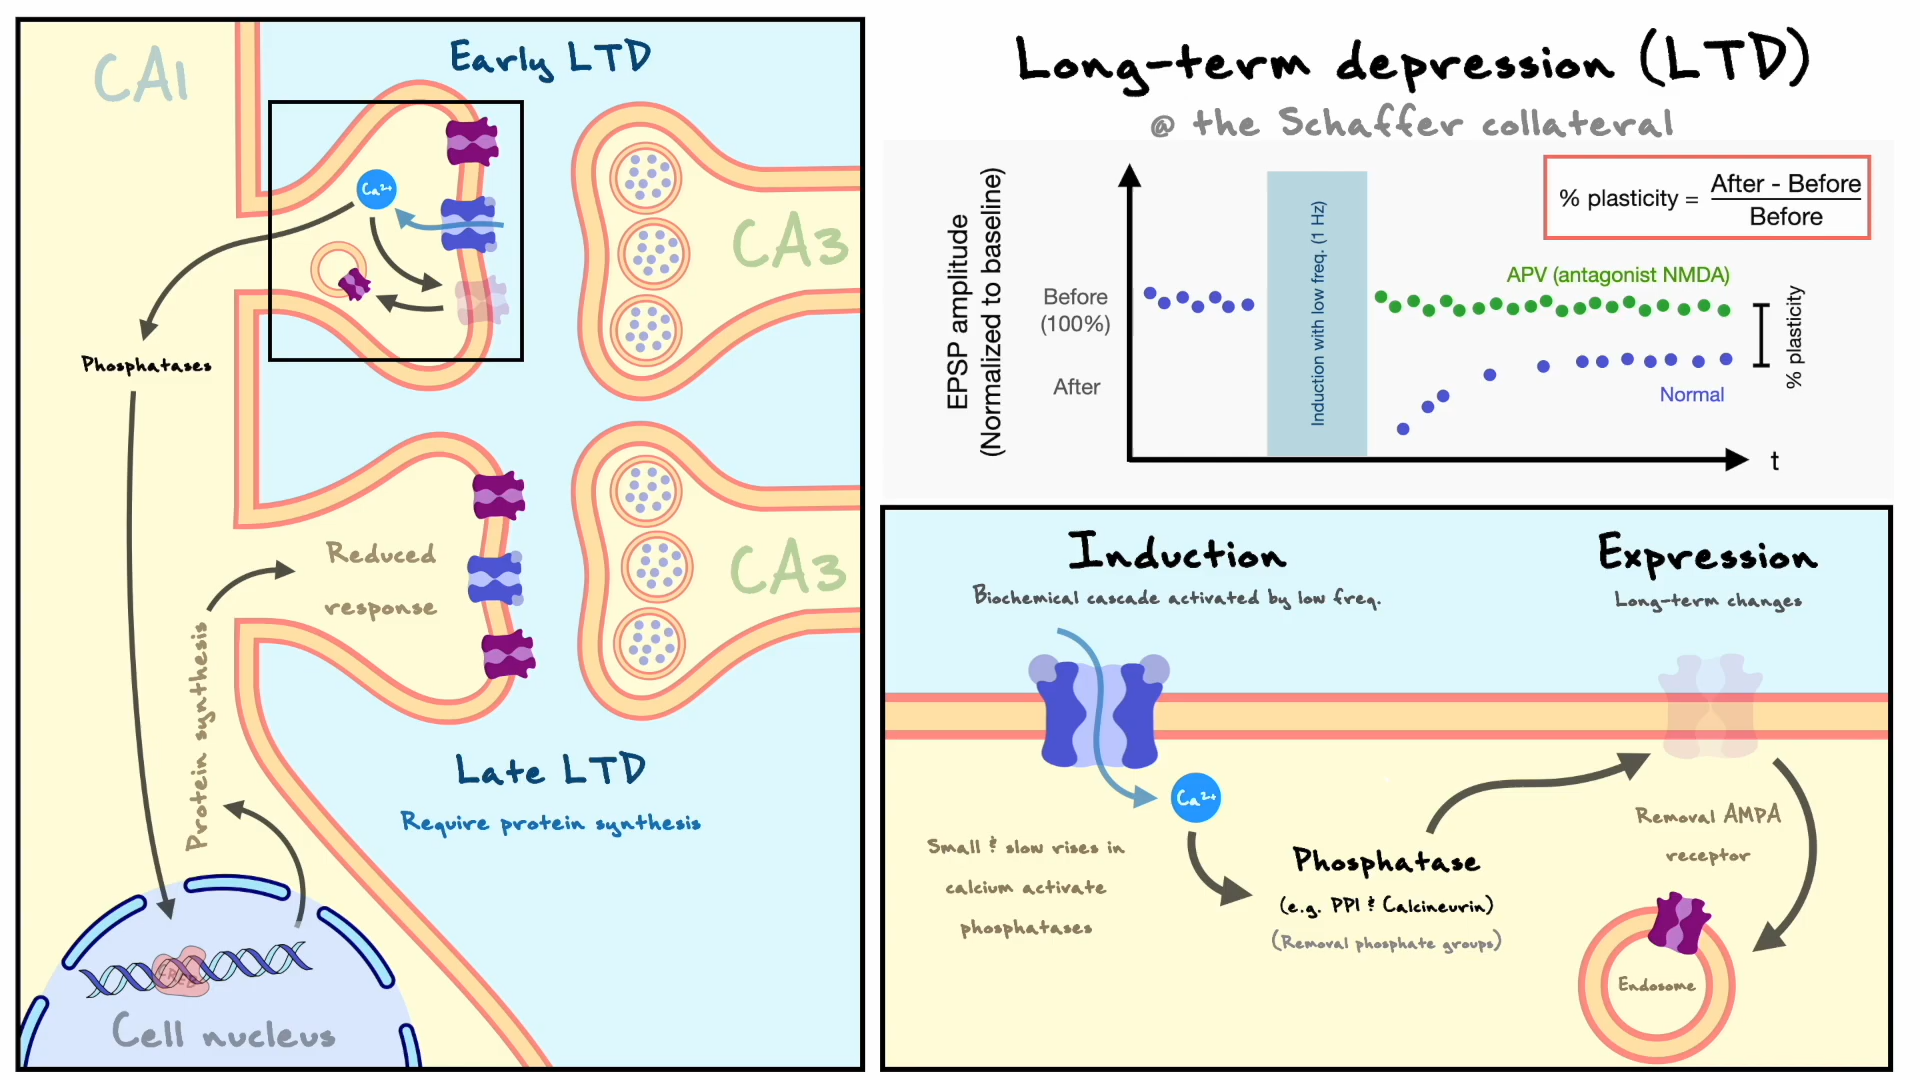 CA1
Early LTD
Ca²⁺
CA3
Phosphatases
Reduced
response
CA3
Protein synthesis
Late LTD
Require protein synthesis
CREB
Cell nucleus
Long-term depression (LTD)
@ the Schaffer collateral
EPSP amplitude
(Normalized to baseline)
Before
(100%)
After
Induction with low freq. (1 Hz)
% plasticity = After - Before
Before
APV (antagonist NMDA)
% plasticity
Normal
t
Induction
Biochemical cascade activated by low freq.
Expression
Long-term changes
Ca²⁺
Small & slow rises in
calcium activate
phosphatases
Phosphatase
(e.g. PP1 & Calcineurin)
(Removal phosphate groups)
Removal AMPA
receptor
Endosome